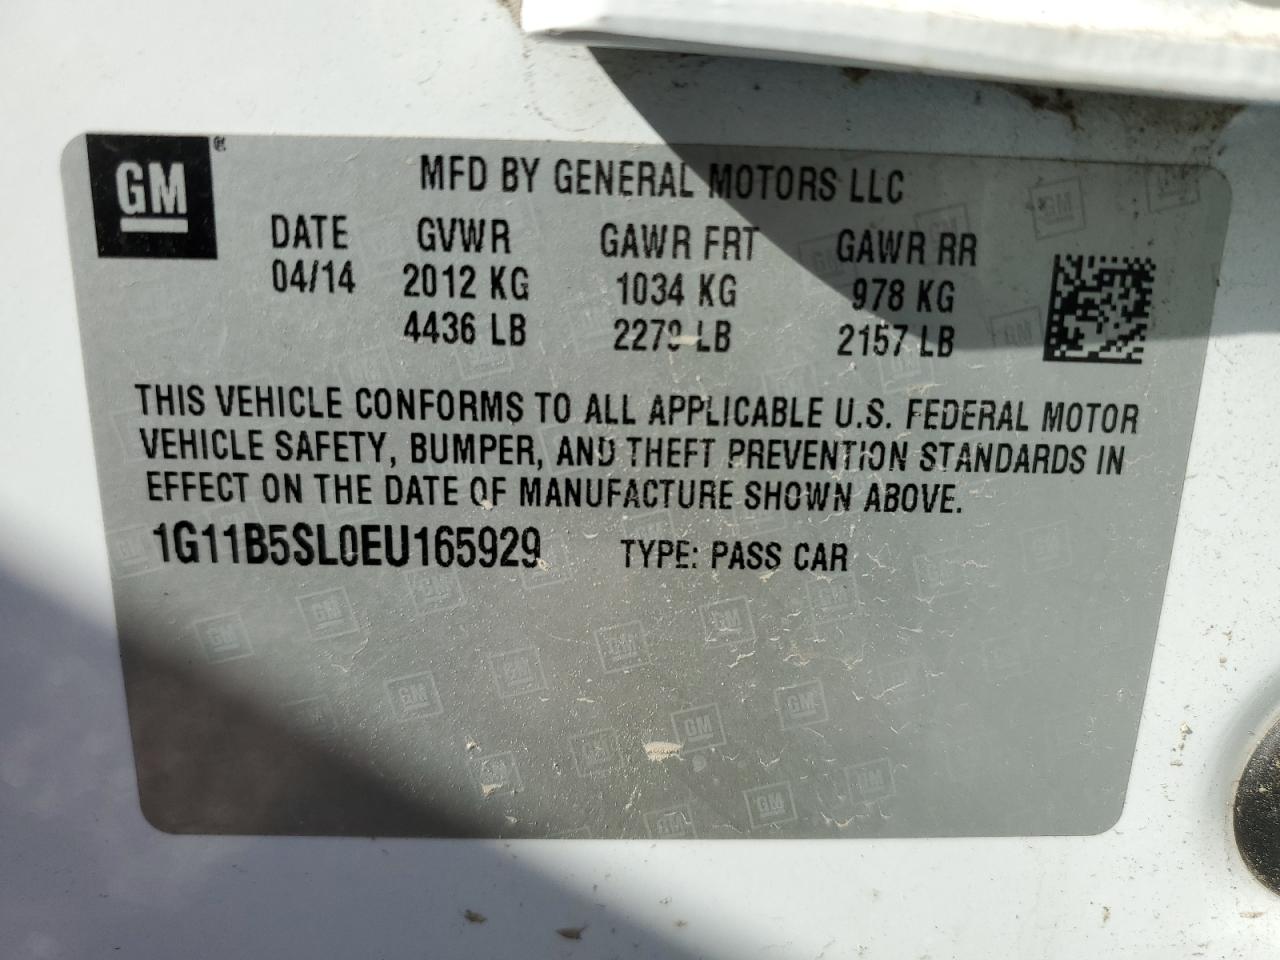 GM®
MFD BY GENERAL MOTORS LLC
DATE GVWR GAWR FRT GAWR RR
04/14 2012 KG 1034 KG 978 KG
4436 LB 2279 LB 2157 LB
THIS VEHICLE CONFORMS TO ALL APPLICABLE U.S. FEDERAL MOTOR
VEHICLE SAFETY, BUMPER, AND THEFT PREVENTION STANDARDS IN
EFFECT ON THE DATE OF MANUFACTURE SHOWN ABOVE.
1G11B5SL0EU165929 TYPE: PASS CAR